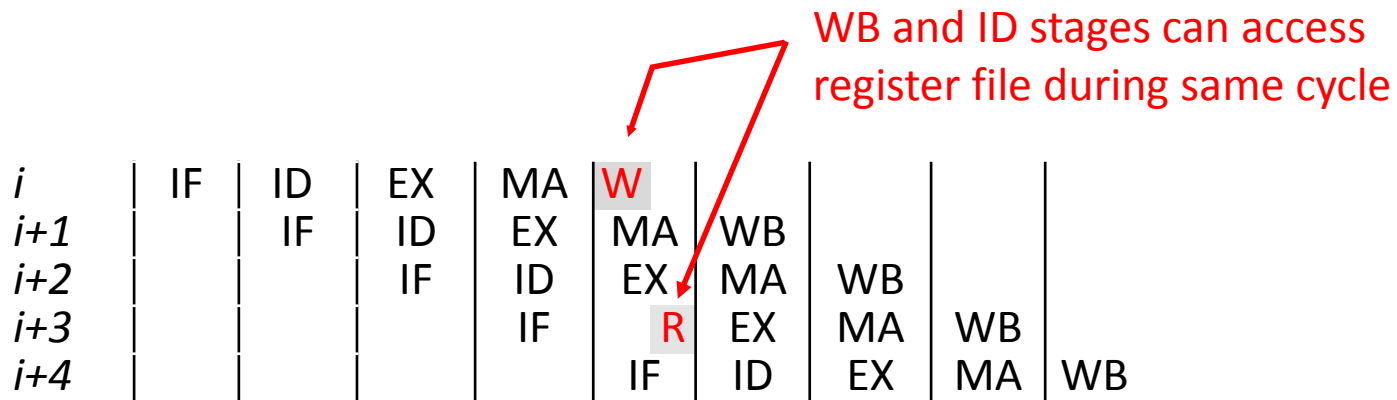 WB and ID stages can access
register file during same cycle
i IF ID EX MA W
i+1 IF ID EX MA WB
i+2 IF ID EX MA WB
i+3 IF R EX MA WB
i+4 IF ID EX MA WB